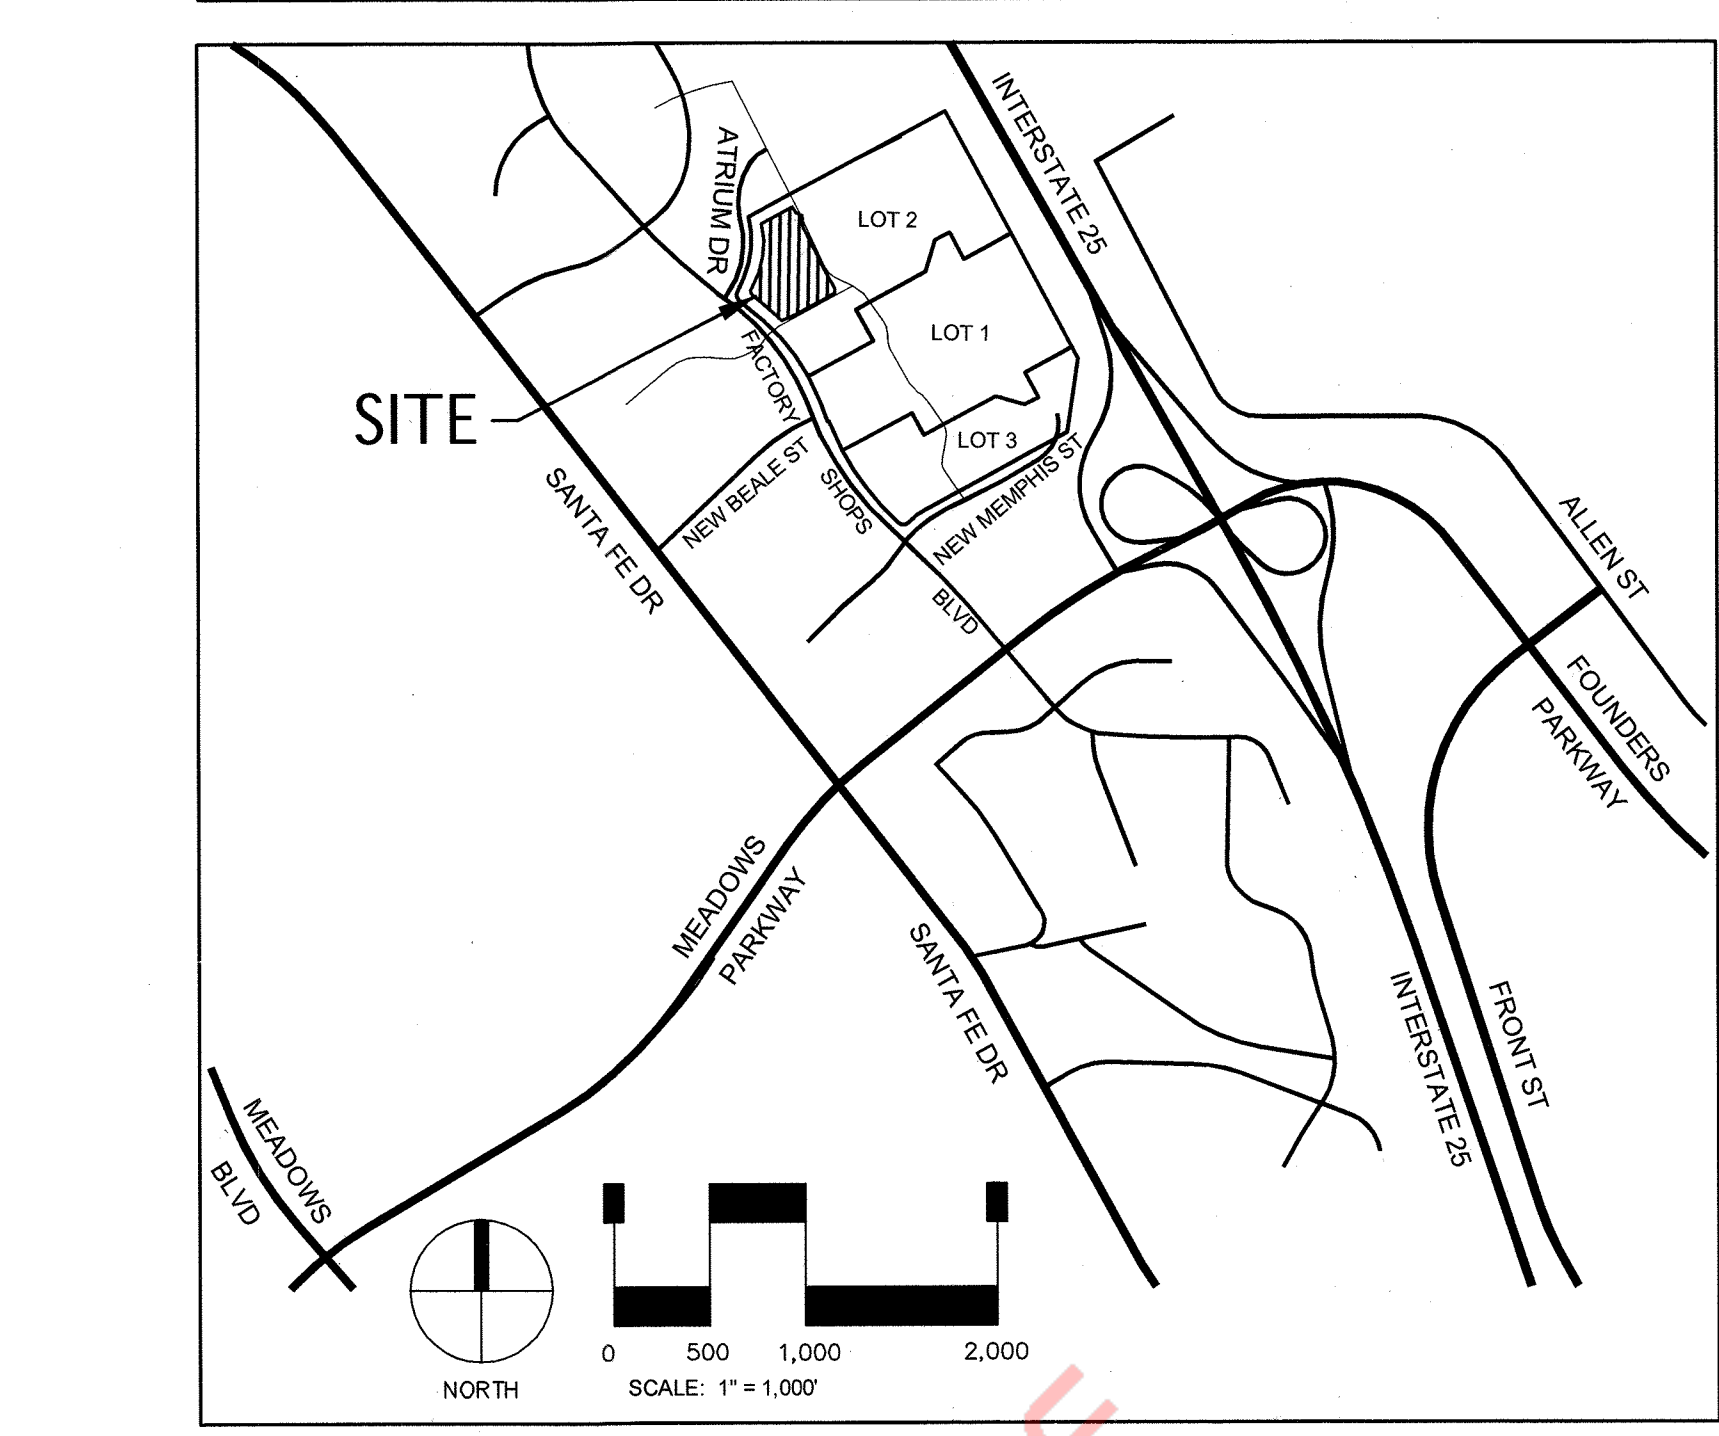 INTERSTATE 25
ATRIUM DR
LOT 2
LOT 1
FACTORY
SITE
LOT 3
NEW BEALE ST
SHOPS
NEW MEMPHIS ST
SANTA FE DR
BLVD
ALLEN ST
FOUNDERS
PARKWAY
MEADOWS
PARKWAY
SANTA FE DR
INTERSTATE 25
FRONT ST
MEADOWS
BLVD
0 500 1,000 2,000
NORTH
SCALE: 1" = 1,000'